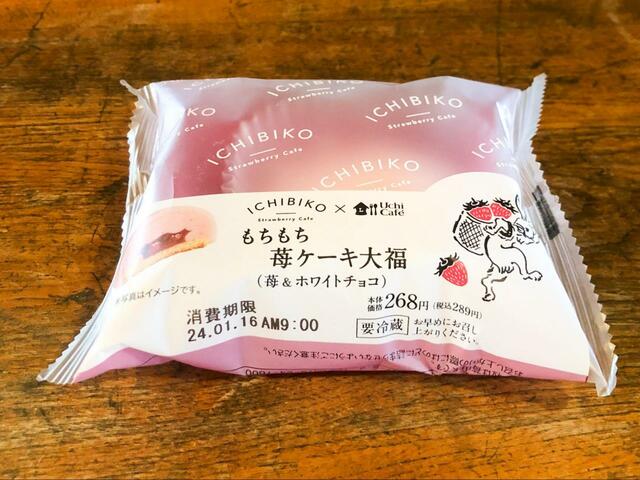 ICHIBIKO
Strawberry Cafe
ICHIBIKO
Strawberry Cafe
ICHIBIKO
Strawberry Cafe
ICHIBIKO
Strawberry Cafe
ICHIBIKO
Strawberry Cafe
× Uchi Café
もちもち
苺ケーキ大福
(苺&ホワイトチョコ)
※写真はイメージです。
本体価格 268円(税込289円)
消費期限
24.01.16 AM9:00
要冷蔵
お早めにお召し
上がりください。